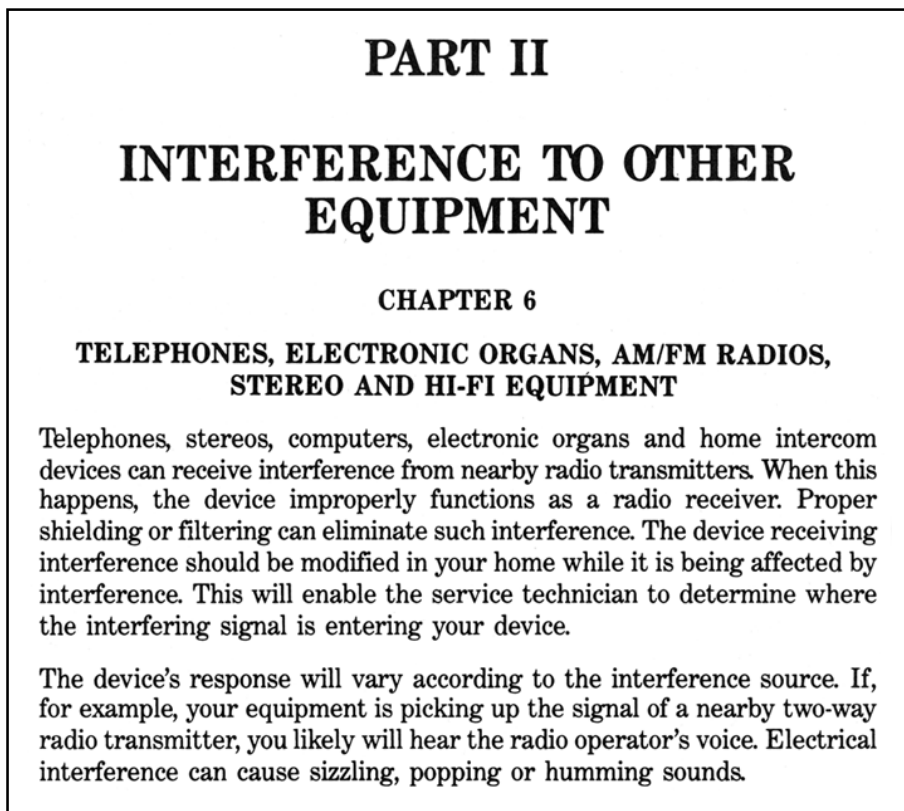 PART II
INTERFERENCE TO OTHER
EQUIPMENT
CHAPTER 6
TELEPHONES, ELECTRONIC ORGANS, AM/FM RADIOS,
STEREO AND HI-FI EQUIPMENT
Telephones, stereos, computers, electronic organs and home intercom
devices can receive interference from nearby radio transmitters. When this
happens, the device improperly functions as a radio receiver. Proper
shielding or filtering can eliminate such interference. The device receiving
interference should be modified in your home while it is being affected by
interference. This will enable the service technician to determine where
the interfering signal is entering your device.
The device's response will vary according to the interference source. If,
for example, your equipment is picking up the signal of a nearby two-way
radio transmitter, you likely will hear the radio operator's voice. Electrical
interference can cause sizzling, popping or humming sounds.